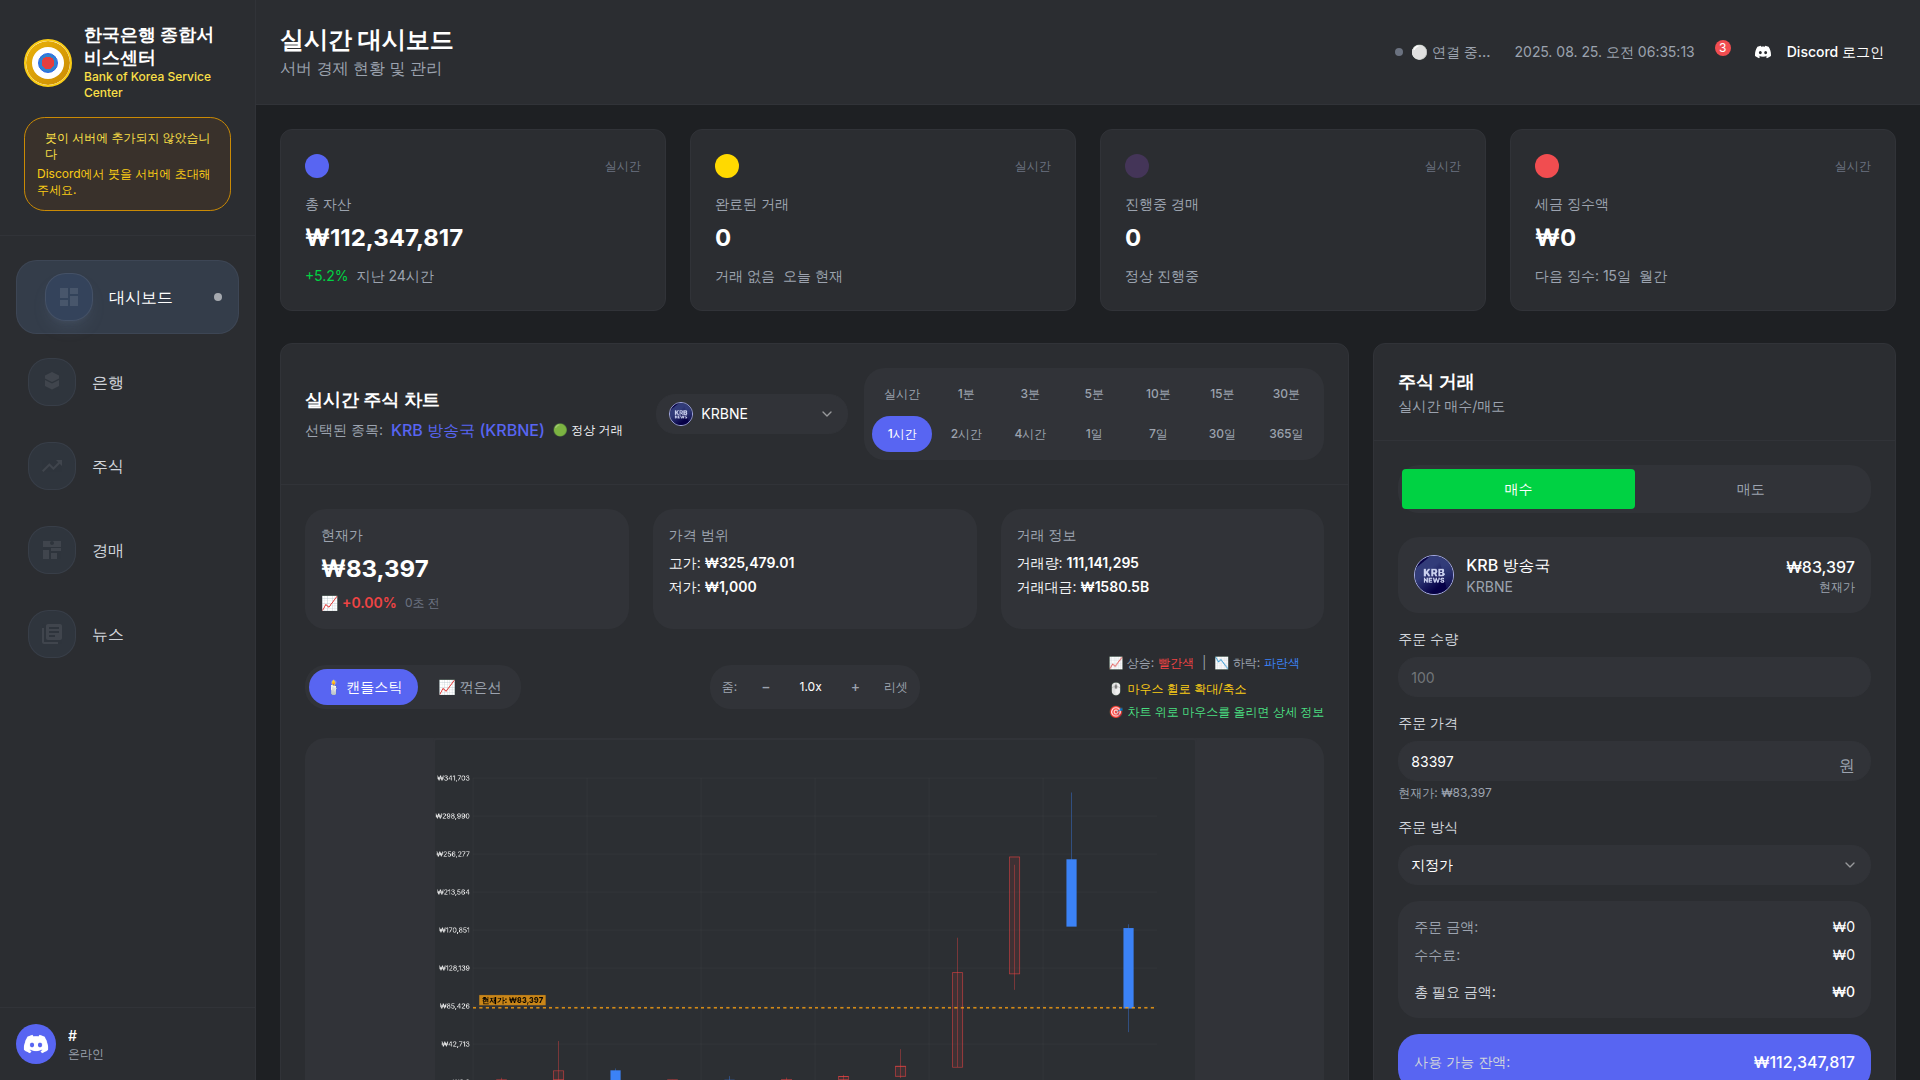 한국은행 종합서
비스센터
Bank of Korea Service
Center
봇이 서버에 추가되지 않았습니
다
Discord에서 봇을 서버에 초대해
주세요.
대시보드
은행
주식
경매
뉴스
#
온라인
실시간 대시보드
서버 경제 현황 및 관리
연결 중...
2025. 08. 25. 오전 06:35:13
3
Discord 로그인
실시간
총 자산
₩112,347,817
+5.2% 지난 24시간
실시간
완료된 거래
0
거래 없음 오늘 현재
실시간
진행중 경매
0
정상 진행중
실시간
세금 징수액
₩0
다음 징수: 15일 월간
실시간 주식 차트
선택된 종목: KRB 방송국 (KRBNE) 정상 거래
KRB
NEWS
KRBNE
실시간 1분 3분 5분 10분 15분 30분
1시간 2시간 4시간 1일 7일 30일 365일
현재가
₩83,397
+0.00% 0초 전
가격 범위
고가: ₩325,479.01
저가: ₩1,000
거래 정보
거래량: 111,141,295
거래대금: ₩1580.5B
캔들스틱
꺾은선
줌: − 1.0x + 리셋
상승: 빨간색 | 하락: 파란색
마우스 휠로 확대/축소
차트 위로 마우스를 올리면 상세 정보
₩341,703
₩298,990
₩256,277
₩213,564
₩170,851
₩128,139
₩85,426
현재가: ₩83,397
₩42,713
주식 거래
실시간 매수/매도
매수
매도
KRB
NEWS
KRB 방송국
KRBNE
₩83,397
현재가
주문 수량
100
주문 가격
83397
원
현재가: ₩83,397
주문 방식
지정가
주문 금액: ₩0
수수료: ₩0
총 필요 금액: ₩0
사용 가능 잔액: ₩112,347,817